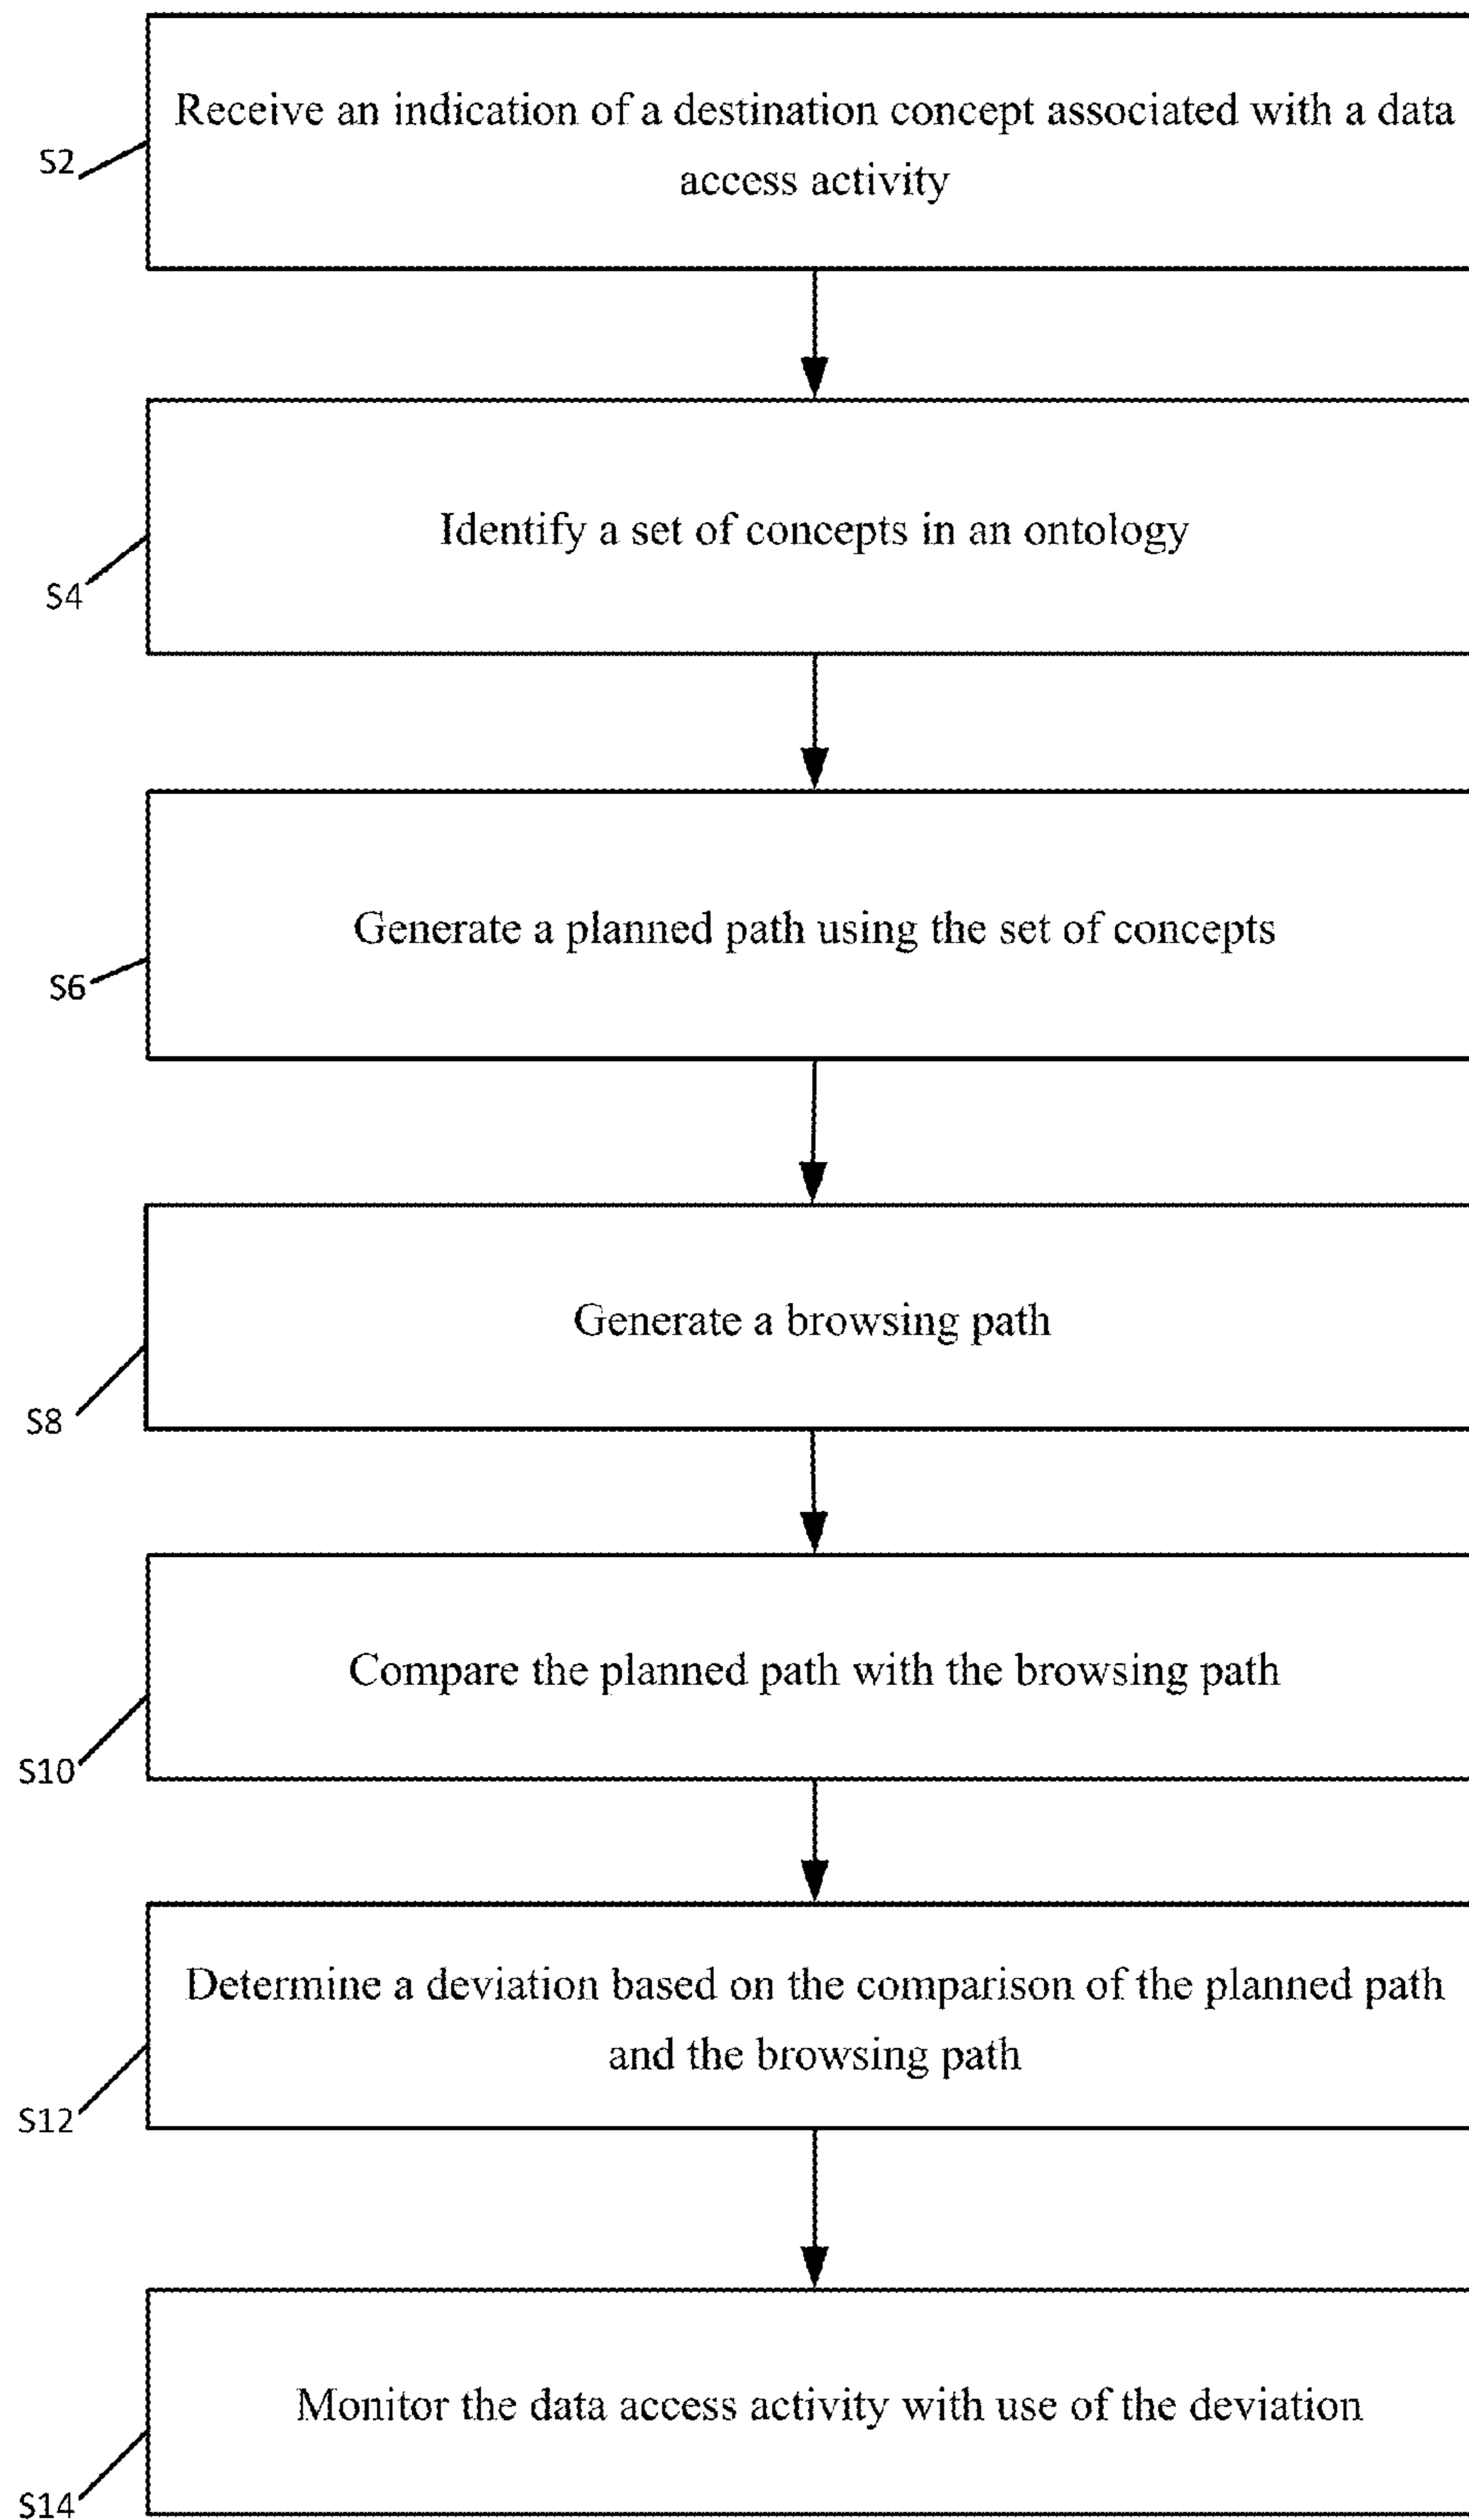 Receive an indication of a destination concept associated with a data
access activity
S2
Identify a set of concepts in an ontology
S4
Generate a planned path using the set of concepts
S6
Generate a browsing path
S8
Compare the planned path with the browsing path
S10
Determine a deviation based on the comparison of the planned path
and the browsing path
S12
Monitor the data access activity with use of the deviation
S14